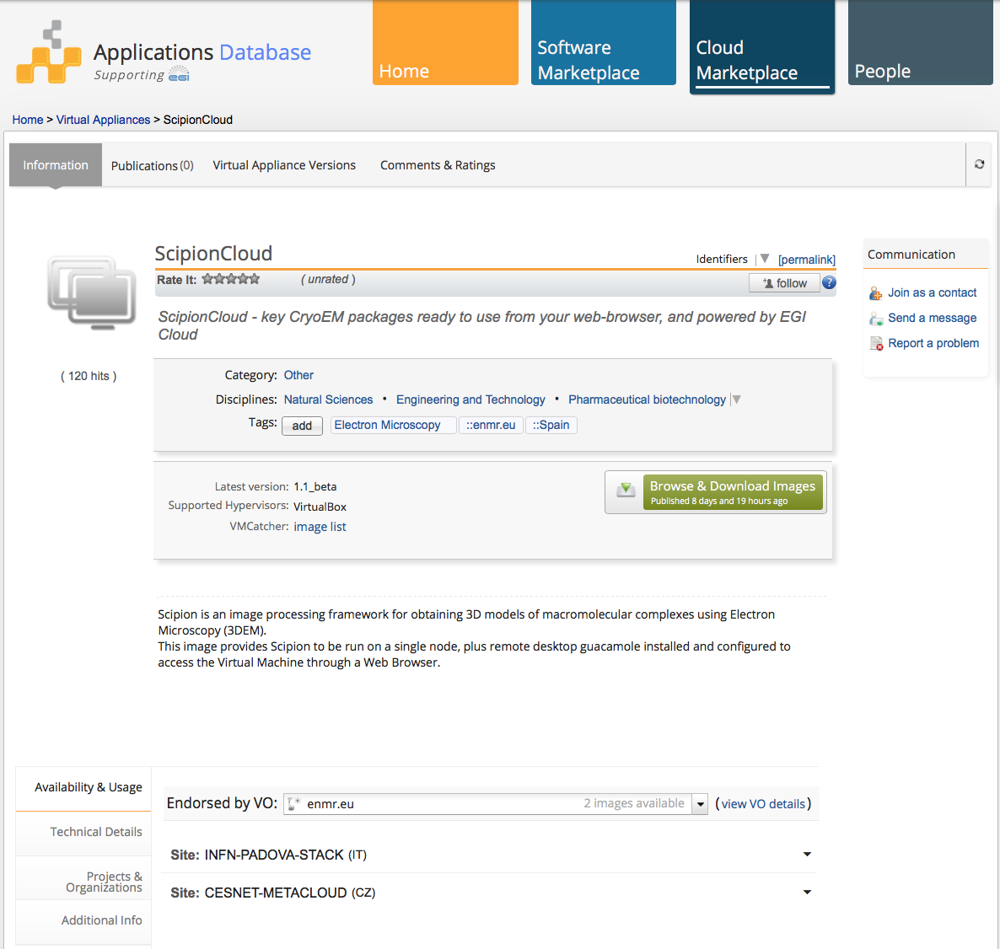 Applications Database
Supporting egi
Home
Software
Marketplace
Cloud
Marketplace
People
Home > Virtual Appliances > ScipionCloud
Information
Publications (0)
Virtual Appliance Versions
Comments & Ratings
ScipionCloud
Identifiers
[permalink]
Rate It:
( unrated )
follow
?
ScipionCloud - key CryoEM packages ready to use from your web-browser, and powered by EGI
Cloud
( 120 hits )
Communication
Join as a contact
Send a message
Report a problem
Category: Other
Disciplines: Natural Sciences • Engineering and Technology • Pharmaceutical biotechnology
Tags: add Electron Microscopy ::enmr.eu ::Spain
Latest version: 1.1_beta
Supported Hypervisors: VirtualBox
VMCatcher: image list
Browse & Download Images
Published 8 days and 19 hours ago
Scipion is an image processing framework for obtaining 3D models of macromolecular complexes using Electron
Microscopy (3DEM).
This image provides Scipion to be run on a single node, plus remote desktop guacamole installed and configured to
access the Virtual Machine through a Web Browser.
Availability & Usage
Technical Details
Projects &
Organizations
Additional Info
Endorsed by VO: enmr.eu 2 images available (view VO details)
Site: INFN-PADOVA-STACK (IT)
Site: CESNET-METACLOUD (CZ)